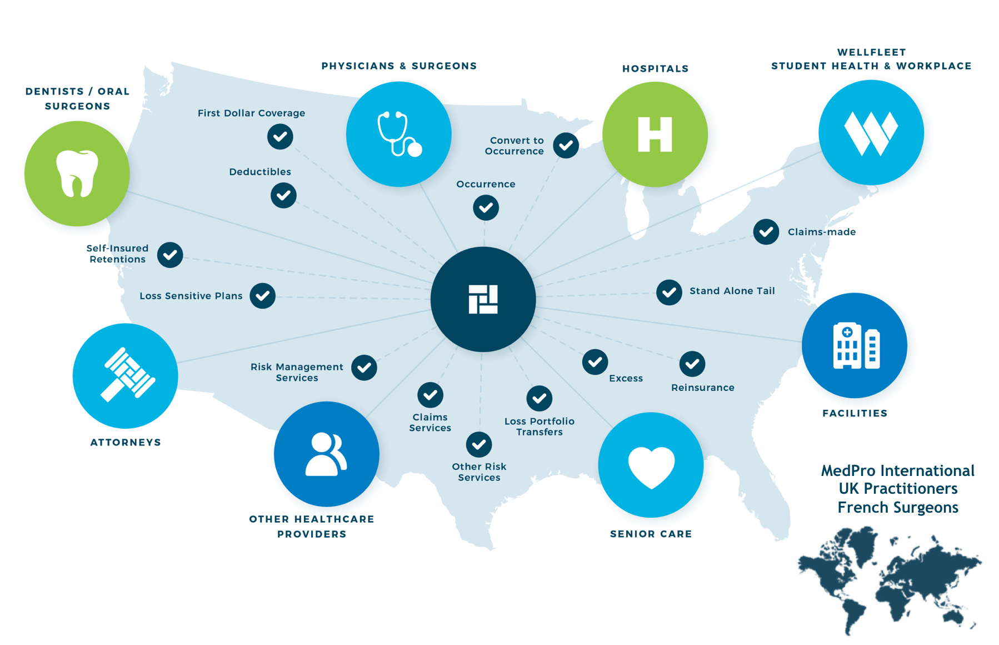 WELLFLEET
STUDENT HEALTH & WORKPLACE
PHYSICIANS & SURGEONS
HOSPITALS
DENTISTS / ORAL
SURGEONS
First Dollar Coverage
Convert to
Occurrence
H
Deductibles
Occurrence
Claims-made
Self-Insured
Retentions
Loss Sensitive Plans
Stand Alone Tail
Risk Management
Services
Excess
Reinsurance
FACILITIES
Claims
Services
Loss Portfolio
Transfers
ATTORNEYS
Other Risk
Services
MedPro International
UK Practitioners
French Surgeons
OTHER HEALTHCARE
PROVIDERS
SENIOR CARE